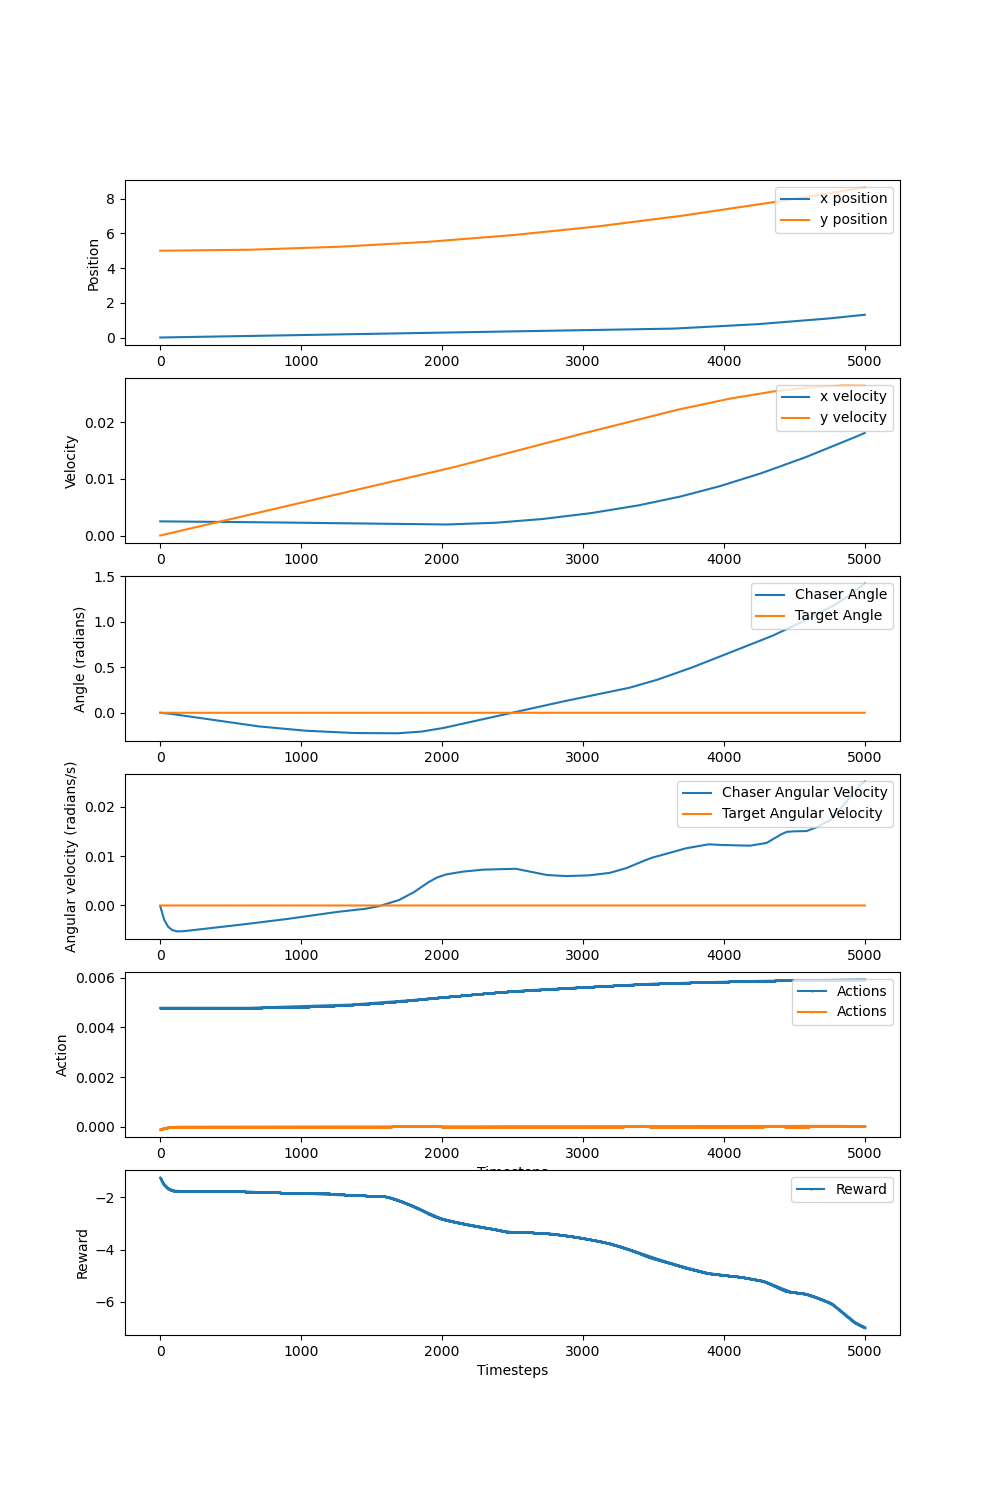 8
6
4
2
0
Position
x position
y position
0 1000 2000 3000 4000 5000
0.02
0.01
0.00
Velocity
x velocity
y velocity
0 1000 2000 3000 4000 5000
1.5
1.0
0.5
0.0
Angle (radians)
Chaser Angle
Target Angle
0 1000 2000 3000 4000 5000
0.02
0.01
0.00
Angular velocity (radians/s)
Chaser Angular Velocity
Target Angular Velocity
0 1000 2000 3000 4000 5000
0.006
0.004
0.002
0.000
Action
Actions
Actions
0 1000 2000 3000 4000 5000
Timesteps
−2
−4
−6
Reward
Reward
0 1000 2000 3000 4000 5000
Timesteps